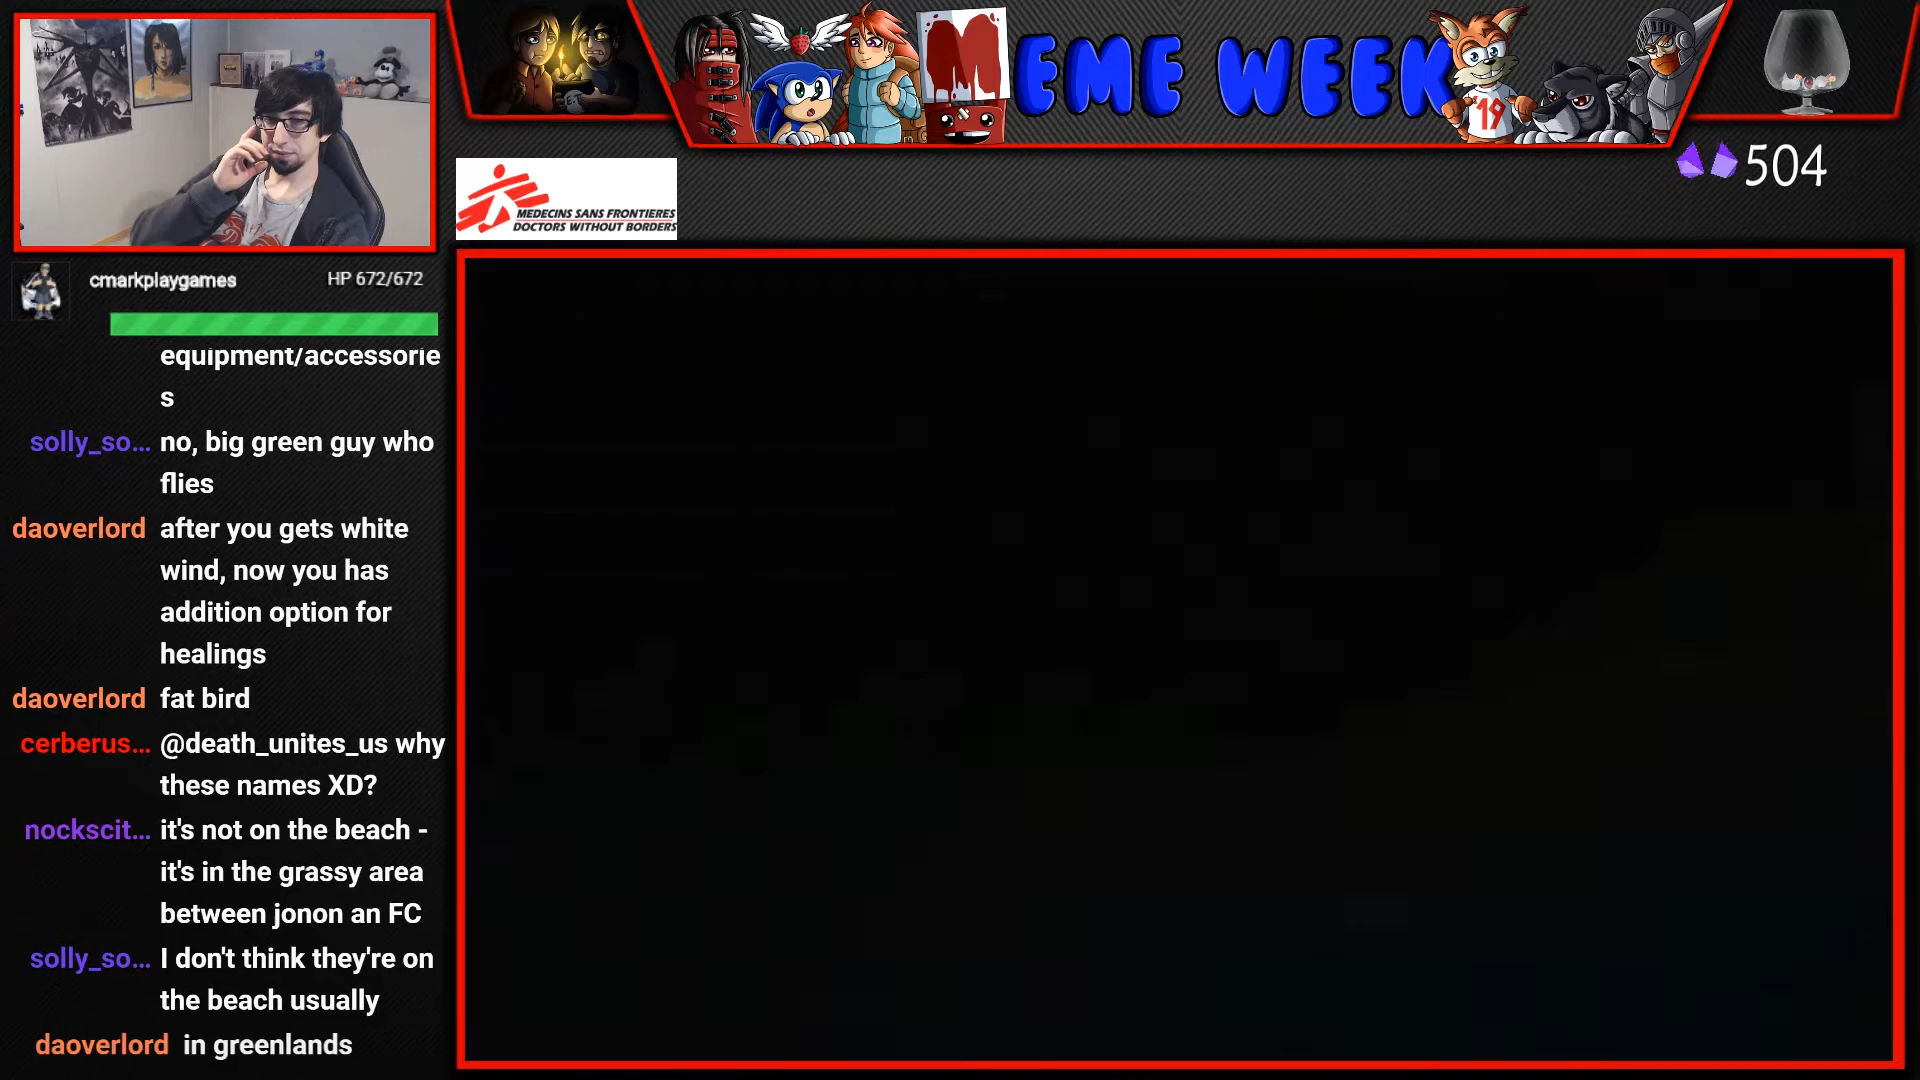 EME WEEK
19
504
MEDECINS SANS FRONTIERES
DOCTORS WITHOUT BORDERS
cmarkplaygames HP 672/672
equipment/accessorie
s
solly_so... no, big green guy who
flies
daoverlord after you gets white
wind, now you has
addition option for
healings
daoverlord fat bird
cerberus... @death_unites_us why
these names XD?
nockscit... it's not on the beach -
it's in the grassy area
between jonon an FC
solly_so... I don't think they're on
the beach usually
daoverlord in greenlands